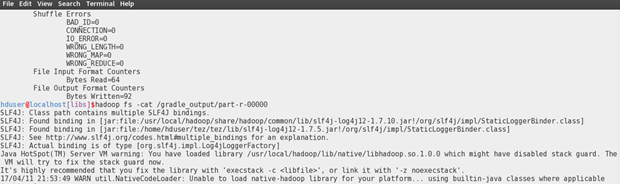 File Edit View Search Terminal Help
Shuffle Errors
BAD_ID=0
CONNECTION=0
IO_ERROR=0
WRONG_LENGTH=0
WRONG_MAP=0
WRONG_REDUCE=0
File Input Format Counters
Bytes Read=64
File Output Format Counters
Bytes Written=92
hduser@localhost[libs]$hadoop fs -cat /gradle_output/part-r-00000
SLF4J: Class path contains multiple SLF4J bindings.
SLF4J: Found binding in [jar:file:/usr/local/hadoop/share/hadoop/common/lib/slf4j-log4j12-1.7.10.jar!/org/slf4j/impl/StaticLoggerBinder.class]
SLF4J: Found binding in [jar:file:/home/hduser/tez/tez/lib/slf4j-log4j12-1.7.5.jar!/org/slf4j/impl/StaticLoggerBinder.class]
SLF4J: See http://www.slf4j.org/codes.html#multiple_bindings for an explanation.
SLF4J: Actual binding is of type [org.slf4j.impl.Log4jLoggerFactory]
Java HotSpot(TM) Server VM warning: You have loaded library /usr/local/hadoop/lib/native/libhadoop.so.1.0.0 which might have disabled stack guard. The
VM will try to fix the stack guard now.
It's highly recommended that you fix the library with 'execstack -c <libfile>', or link it with '-z noexecstack'.
17/04/11 21:53:49 WARN util.NativeCodeLoader: Unable to load native-hadoop library for your platform... using builtin-java classes where applicable